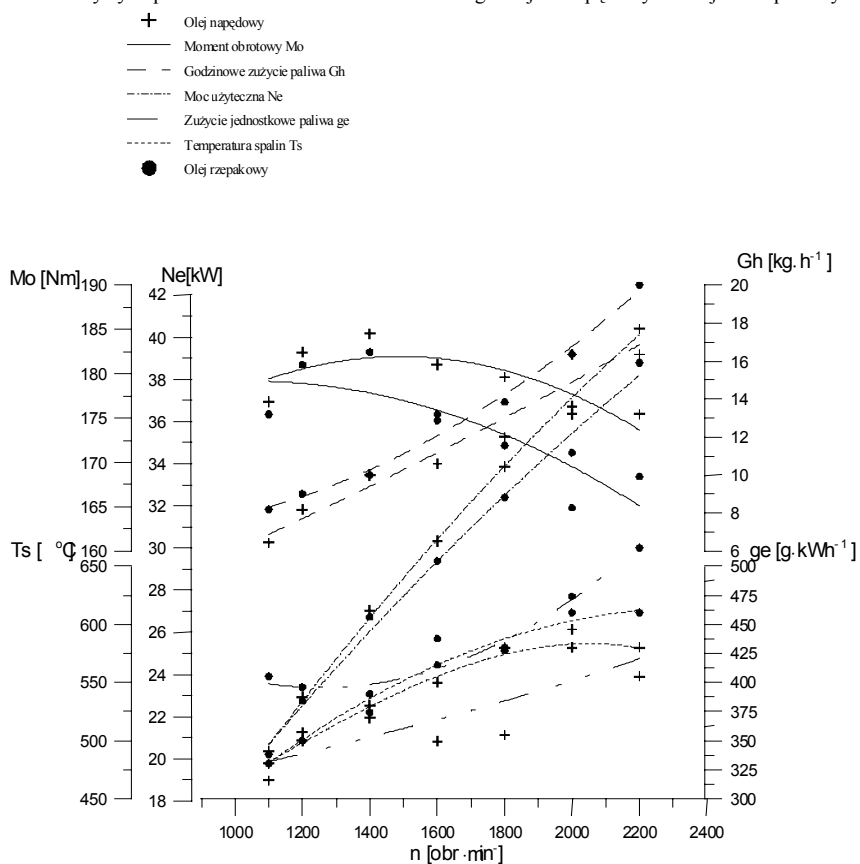 Olej napędowy
Moment obrotowy Mo
Godzinowe zużycie paliwa Gh
Moc użyteczna Ne
Zużycie jednostkowe paliwa ge
Temperatura spalin Ts
Olej rzepakowy
Mo [Nm] Ne[kW] Gh [kg.h⁻¹]
190 42 20
185 40 18
180 38 16
175 36 14
170 34 12
165 32 10
160 30 8
6
Ts [ °C] ge [g.kWh⁻¹]
650 28 500
600 26 475
550 24 450
500 22 425
450 20 400
18 375
350
325
300
1000 1200 1400 1600 1800 2000 2200 2400
n [obr·min⁻]